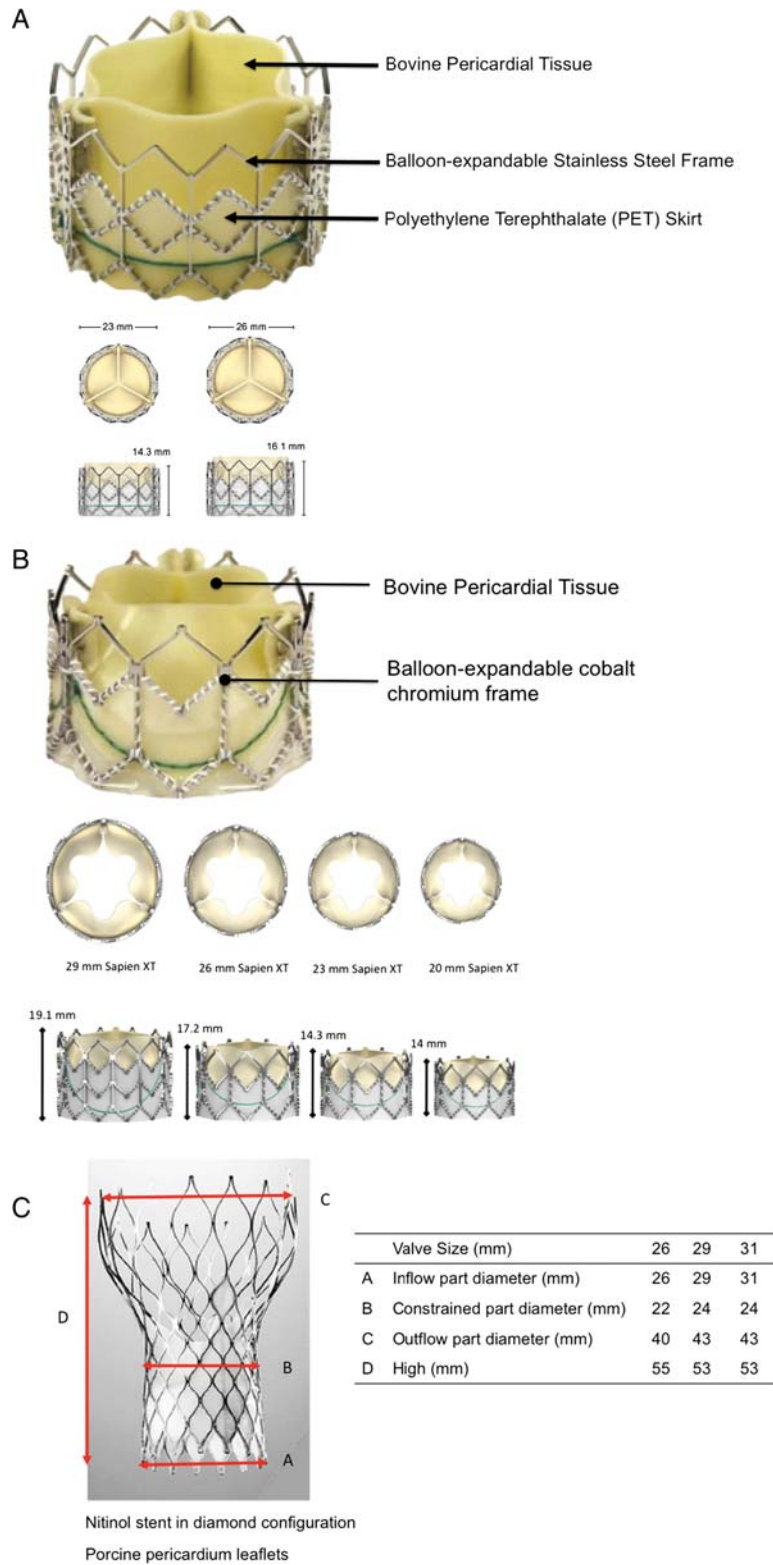 A
Bovine Pericardial Tissue
Balloon-expandable Stainless Steel Frame
Polyethylene Terephthalate (PET) Skirt
23 mm
26 mm
14.3 mm
16.1 mm
B
Bovine Pericardial Tissue
Balloon-expandable cobalt
chromium frame
29 mm Sapien XT
26 mm Sapien XT
23 mm Sapien XT
20 mm Sapien XT
19.1 mm
17.2 mm
14.3 mm
14 mm
C
C
D
B
A
Valve Size (mm) 26 29 31
A Inflow part diameter (mm) 26 29 31
B Constrained part diameter (mm) 22 24 24
C Outflow part diameter (mm) 40 43 43
D High (mm) 55 53 53
Nitinol stent in diamond configuration
Porcine pericardium leaflets